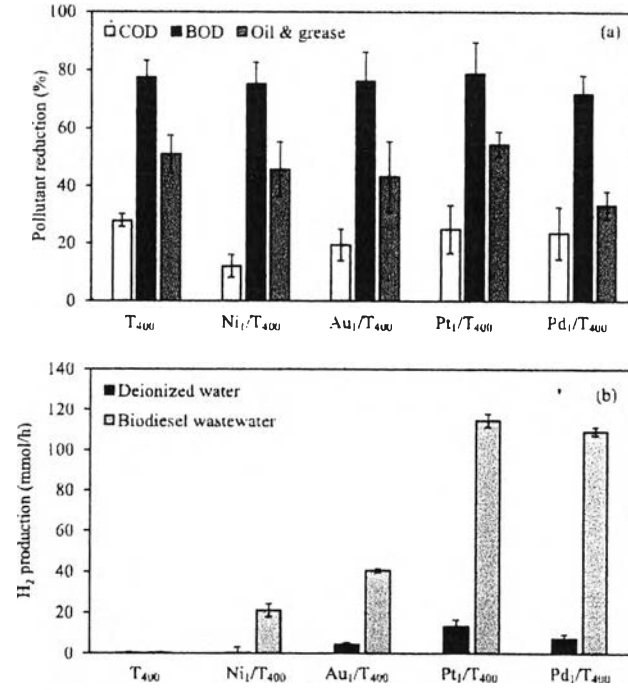 100
COD BOD Oil & grease (a)
80
60
40
20
0
Pollutant reduction (%)
T₄₀₀ Ni₁/T₄₀₀ Au₁/T₄₀₀ Pt₁/T₄₀₀ Pd₁/T₄₀₀
140
Deionized water (b)
120
Biodiesel wastewater
100
80
60
40
20
0
H₂ production (mmol/h)
T₄₀₀ Ni₁/T₄₀₀ Au₁/T₄₀₀ Pt₁/T₄₀₀ Pd₁/T₄₀₀